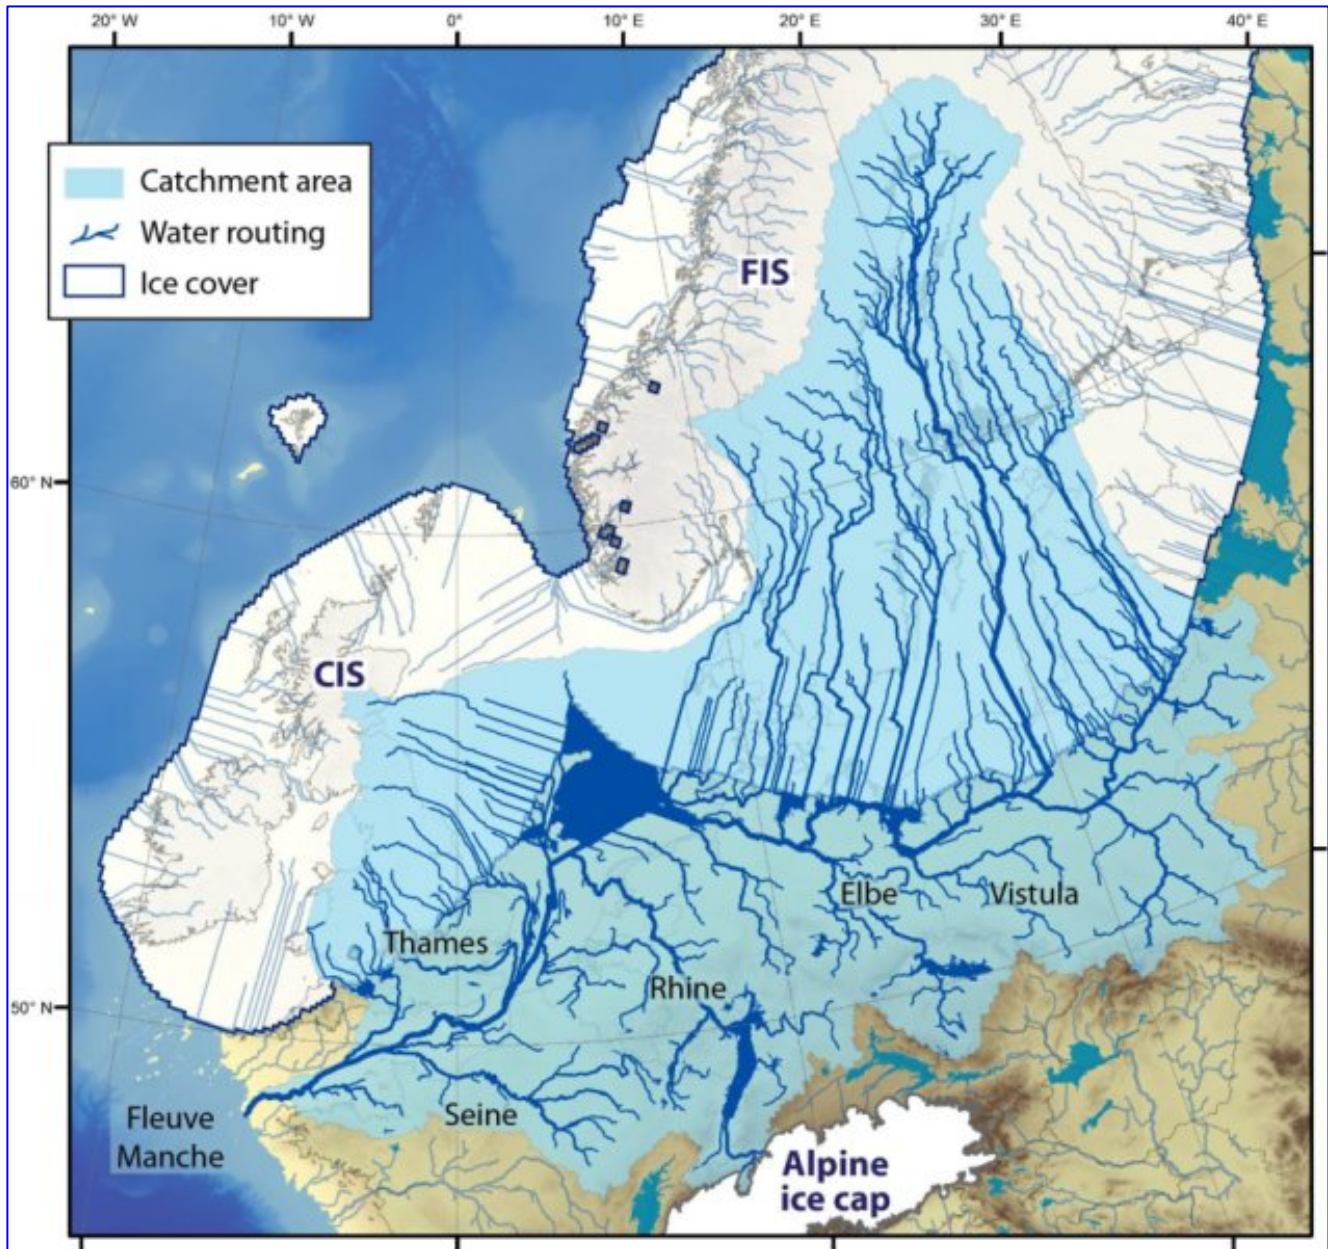 20° W
10° W
0°
10° E
20° E
30° E
40° E
Catchment area
Water routing
Ice cover
FIS
60° N
CIS
Elbe
Vistula
Thames
Rhine
50° N
Fleuve
Manche
Seine
Alpine
ice cap